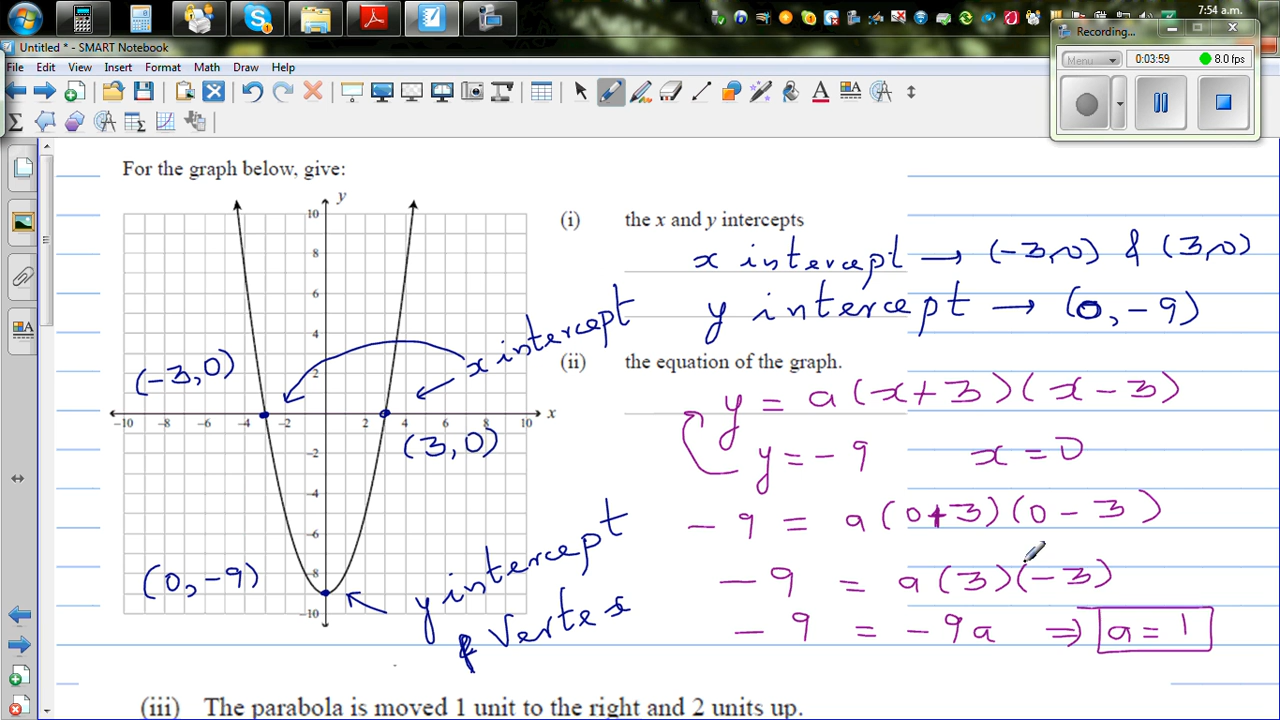 7:54 a.m.
Untitled * - SMART Notebook
Recording...
File Edit View Insert Format Math Draw Help
Menu
0:03:59
8.0 fps
For the graph below, give:
y
10
8
6
4
2
-10 -8 -6 -4 -2 2 4 6 8 10 x
-2
-4
-6
-8
-10
(-3,0)
(3,0)
x intercept
(0,-9)
y intercept
& Vertex
(i) the x and y intercepts
x intercept → (-3,0) & (3,0)
y intercept → (0,-9)
(ii) the equation of the graph.
y = a(x+3)(x-3)
y = -9 x = 0
-9 = a(0+3)(0-3)
-9 = a(3)(-3)
-9 = -9a ⇒ a = 1
(iii) The parabola is moved 1 unit to the right and 2 units up.